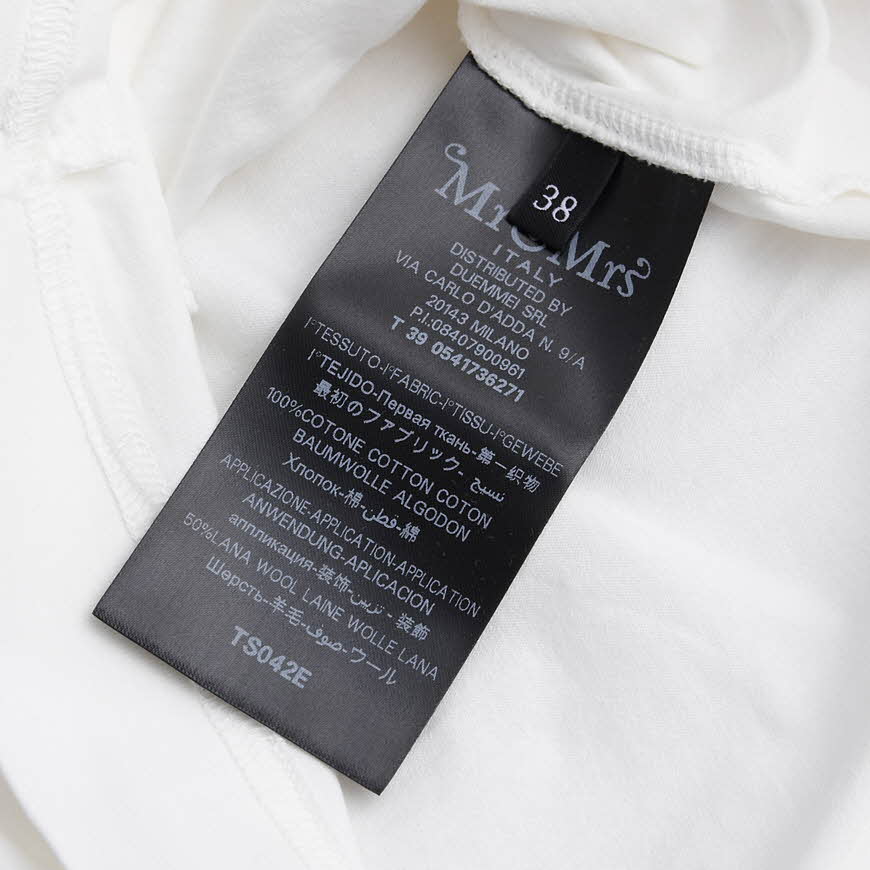 38
Mr&Mrs
ITALY
DISTRIBUTED BY
DUEMMEI SRL
VIA CARLO D'ADDA N. 9/A
20143 MILANO
P.I:08407900961
T 39 0541736271
I°TESSUTO-I°FABRIC-I°TISSU-I°GEWEBE
I°TEJIDO-Первая ткань-第一织物
最初のファブリック- نسيج
100%COTONE COTTON COTON
BAUMWOLLE ALGODON
Хлопок-棉-قطن-綿
APPLICAZIONE-APPLICATION-APPLICATION
ANWENDUNG-APLICACION
аппликация-装饰-تزيين-装飾
50%LANA WOOL LAINE WOLLE LANA
Шерсть-羊毛-صوف-ウール
TS042E